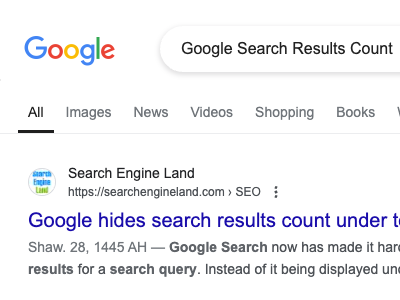 Google
Google Search Results Count
All Images News Videos Shopping Books
Search Engine Land
Search Engine Land
https://searchengineland.com › SEO
Google hides search results count under
Shaw. 28, 1445 AH — Google Search now has made it
results for a search query. Instead of it being displayed